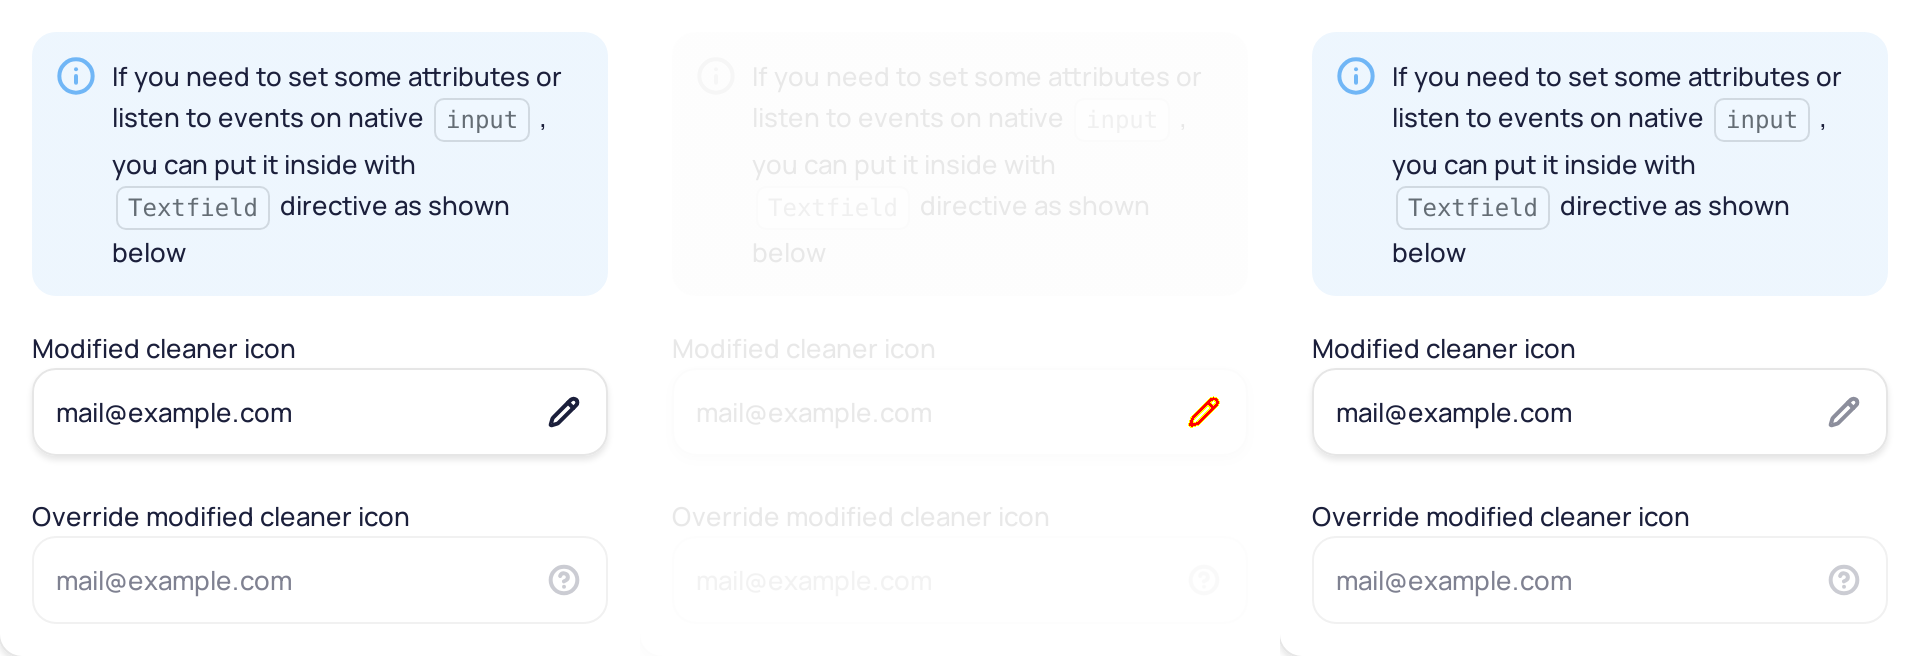 If you need to set some attributes or
listen to events on native input ,
you can put it inside with
Textfield directive as shown
below
Modified cleaner icon
mail@example.com
Override modified cleaner icon
mail@example.com
If you need to set some attributes or
listen to events on native input ,
you can put it inside with
Textfield directive as shown
below
Modified cleaner icon
mail@example.com
Override modified cleaner icon
mail@example.com
If you need to set some attributes or
listen to events on native input ,
you can put it inside with
Textfield directive as shown
below
Modified cleaner icon
mail@example.com
Override modified cleaner icon
mail@example.com